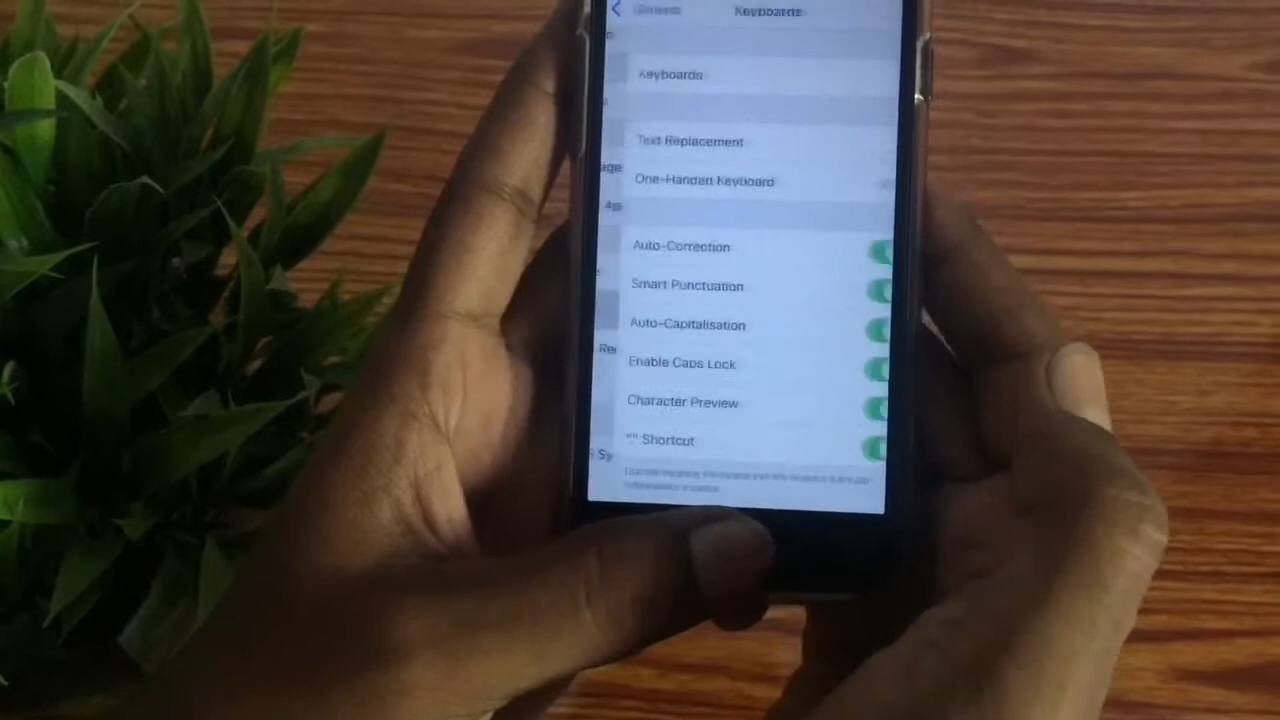 General Keyboards
Keyboards
Text Replacement
One-Handed Keyboard
Auto-Correction
Smart Punctuation
Auto-Capitalisation
Enable Caps Lock
Character Preview
"." Shortcut